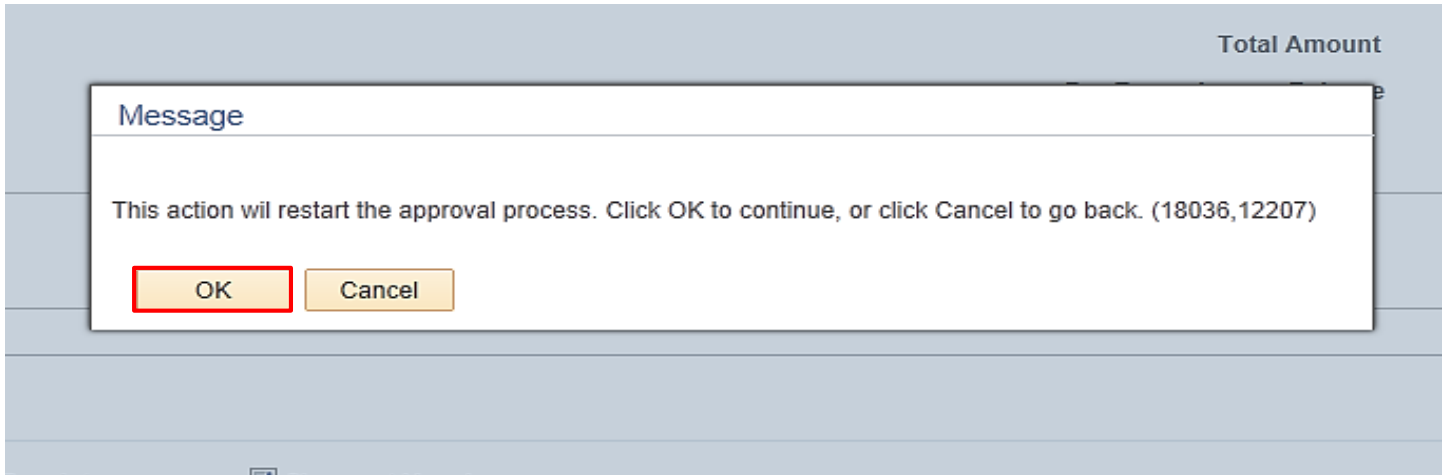 Total Amount
Message
This action wil restart the approval process. Click OK to continue, or click Cancel to go back. (18036,12207)
OK Cancel